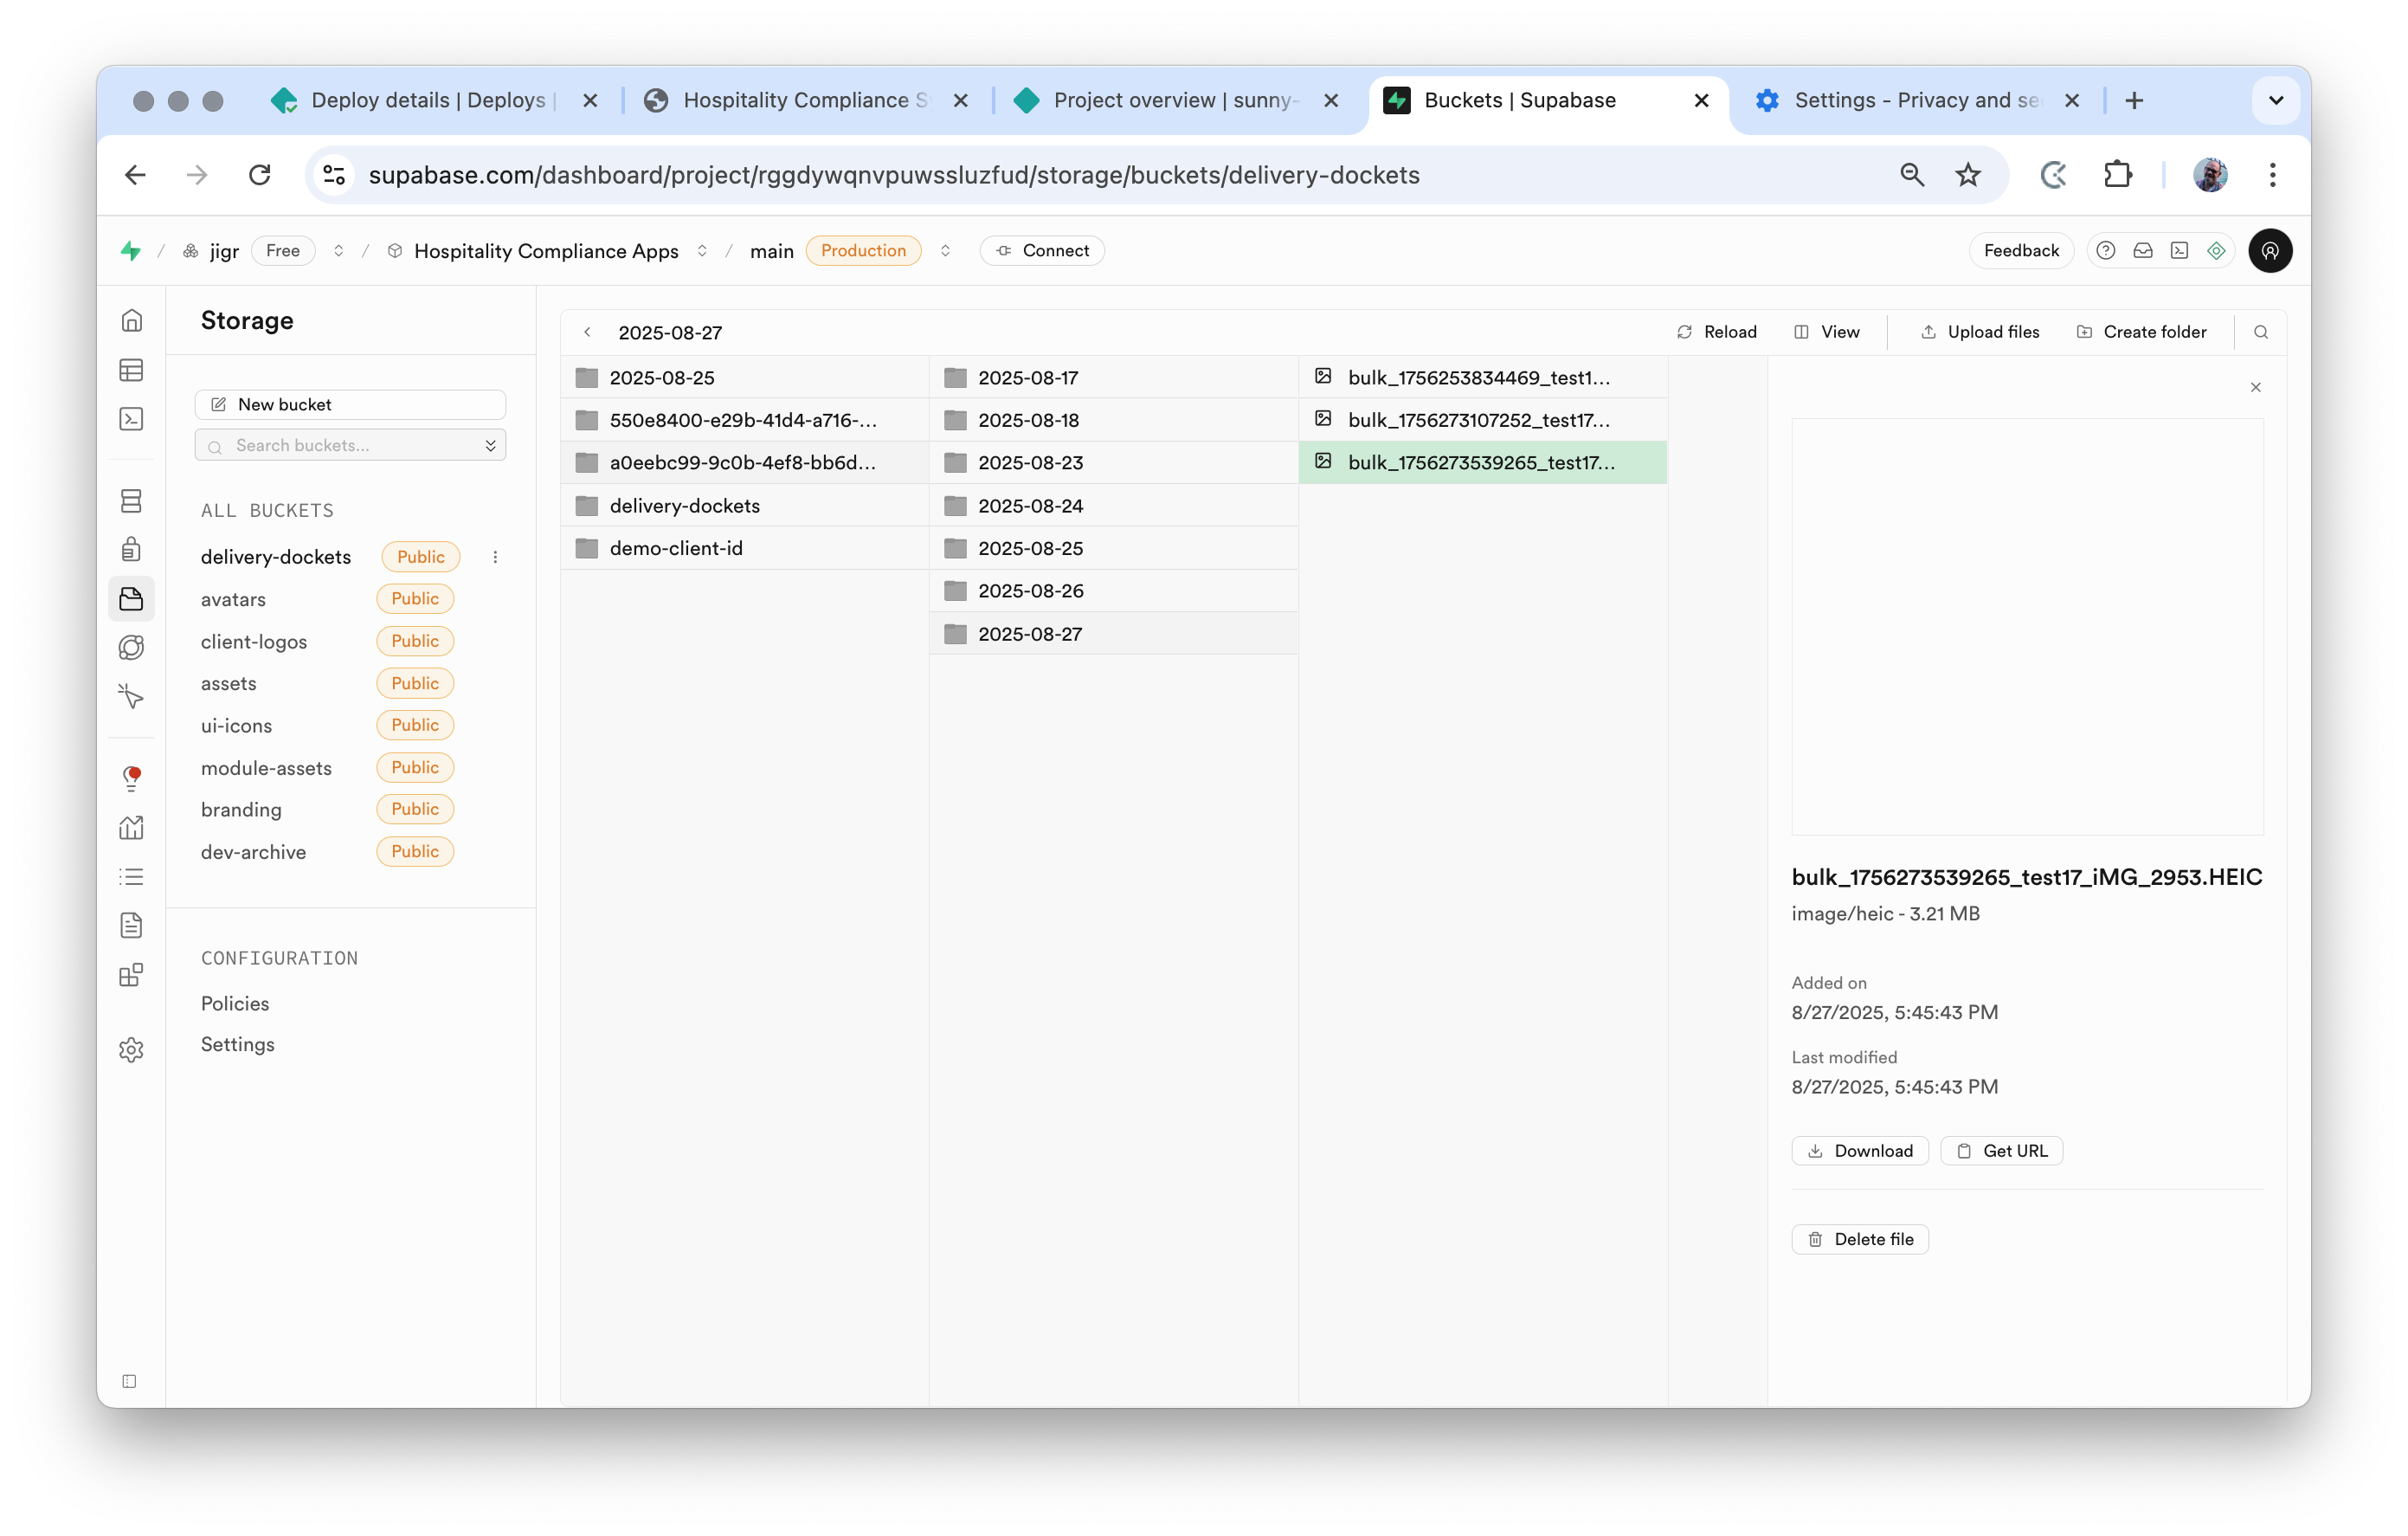 Deploy details | Deploys |
Hospitality Compliance S
Project overview | sunny-
Buckets | Supabase
Settings - Privacy and se
supabase.com/dashboard/project/rggdywqnvpuwssluzfud/storage/buckets/delivery-dockets
/ jigr Free / Hospitality Compliance Apps / main Production Connect
Feedback
Storage
New bucket
Search buckets...
ALL BUCKETS
delivery-dockets Public
avatars Public
client-logos Public
assets Public
ui-icons Public
module-assets Public
branding Public
dev-archive Public
CONFIGURATION
Policies
Settings
2025-08-27
Reload View Upload files Create folder
2025-08-25
550e8400-e29b-41d4-a716-...
a0eebc99-9c0b-4ef8-bb6d...
delivery-dockets
demo-client-id
2025-08-17
2025-08-18
2025-08-23
2025-08-24
2025-08-25
2025-08-26
2025-08-27
bulk_1756253834469_test1...
bulk_1756273107252_test17...
bulk_1756273539265_test17...
bulk_1756273539265_test17_iMG_2953.HEIC
image/heic - 3.21 MB
Added on
8/27/2025, 5:45:43 PM
Last modified
8/27/2025, 5:45:43 PM
Download Get URL
Delete file